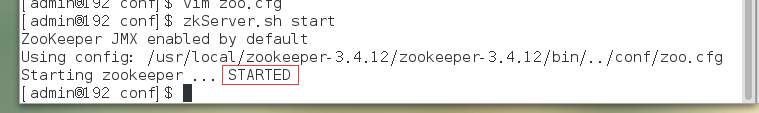 [admin@192 conf]$ vim zoo.cfg
[admin@192 conf]$ zkServer.sh start
ZooKeeper JMX enabled by default
Using config: /usr/local/zookeeper-3.4.12/zookeeper-3.4.12/bin/../conf/zoo.cfg
Starting zookeeper ... STARTED
[admin@192 conf]$